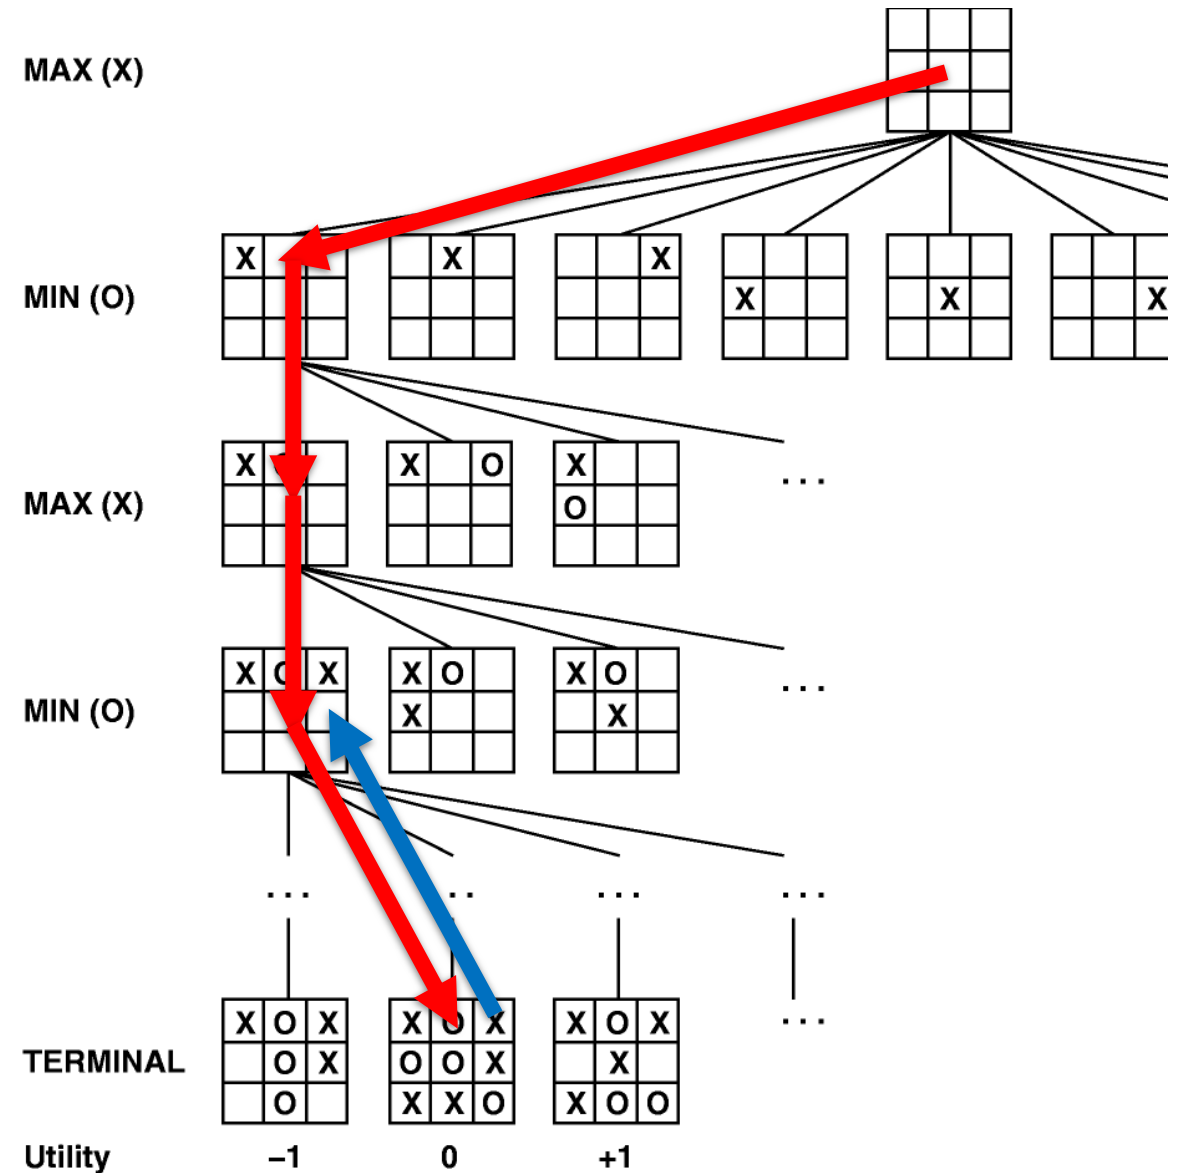 MAX (X)
X X X X X X
MIN (O)
X X O X
O
MAX (X)
...
X O X X O X O
X X
MIN (O)
...
... .. ... ...
X O X X O X X O X
...
O X O O X X
TERMINAL
O X X O X O O
Utility –1 0 +1